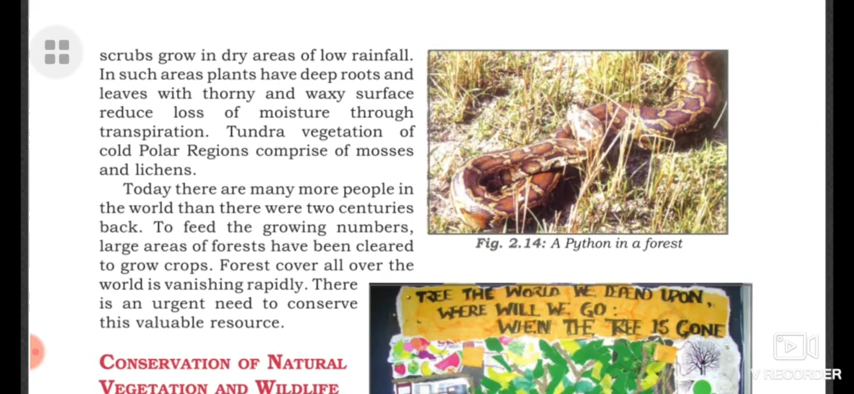 scrubs grow in dry areas of low rainfall.
In such areas plants have deep roots and
leaves with thorny and waxy surface
reduce loss of moisture through
transpiration. Tundra vegetation of
cold Polar Regions comprise of mosses
and lichens.
Today there are many more people in
the world than there were two centuries
back. To feed the growing numbers,
large areas of forests have been cleared
to grow crops. Forest cover all over the
world is vanishing rapidly. There
is an urgent need to conserve
this valuable resource.
CONSERVATION OF NATURAL
VEGETATION AND WILDLIFE
Fig. 2.14: A Python in a forest
TREE THE WORLD WE DEPEND UPON,
WHERE WILL WE GO:
WHEN THE TREE IS GONE
V RECORDER